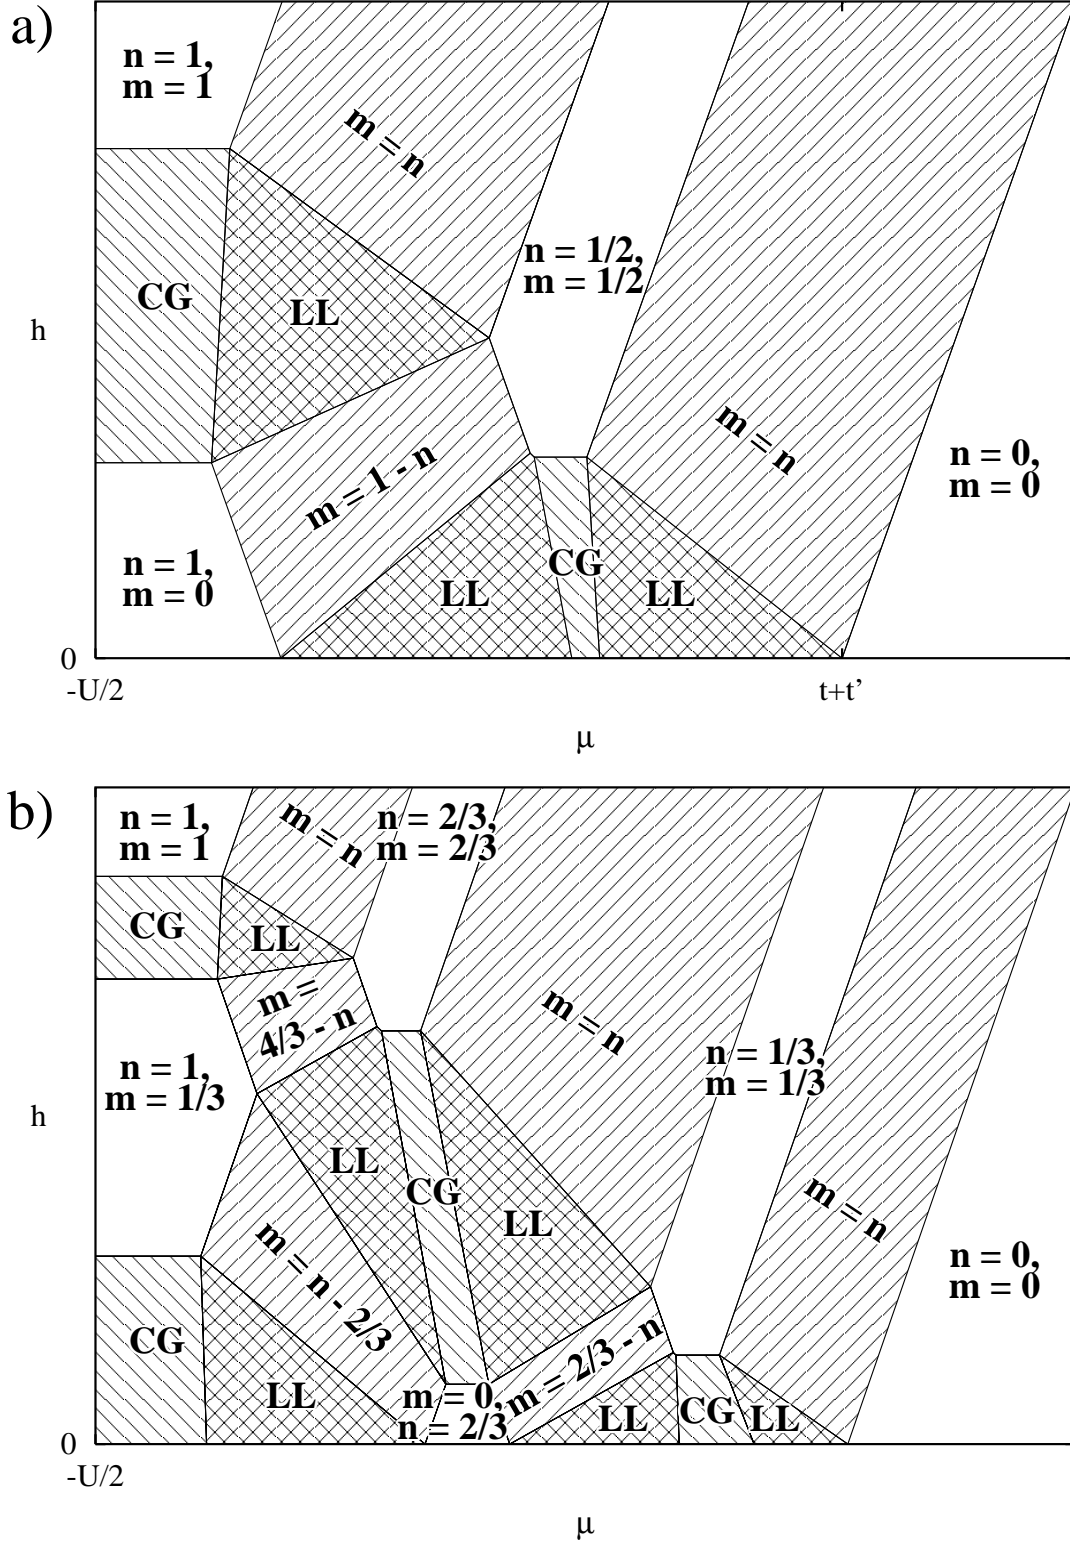 a)
n = 1,
m = 1
m = n
n = 1/2,
m = 1/2
CG
LL
h
m = n
m = 1 - n
n = 0,
m = 0
n = 1,
m = 0
LL
CG
LL
0
-U/2
t+t’
μ
b)
n = 1,
m = 1
m = n
n = 2/3,
m = 2/3
CG
LL
m =
4/3 - n
m = n
n = 1/3,
m = 1/3
n = 1,
m = 1/3
h
LL
CG
LL
m = n
m = n - 2/3
n = 0,
m = 0
CG
LL
m = 0,
n = 2/3
m = 2/3 - n
LL
CG
LL
0
-U/2
μ